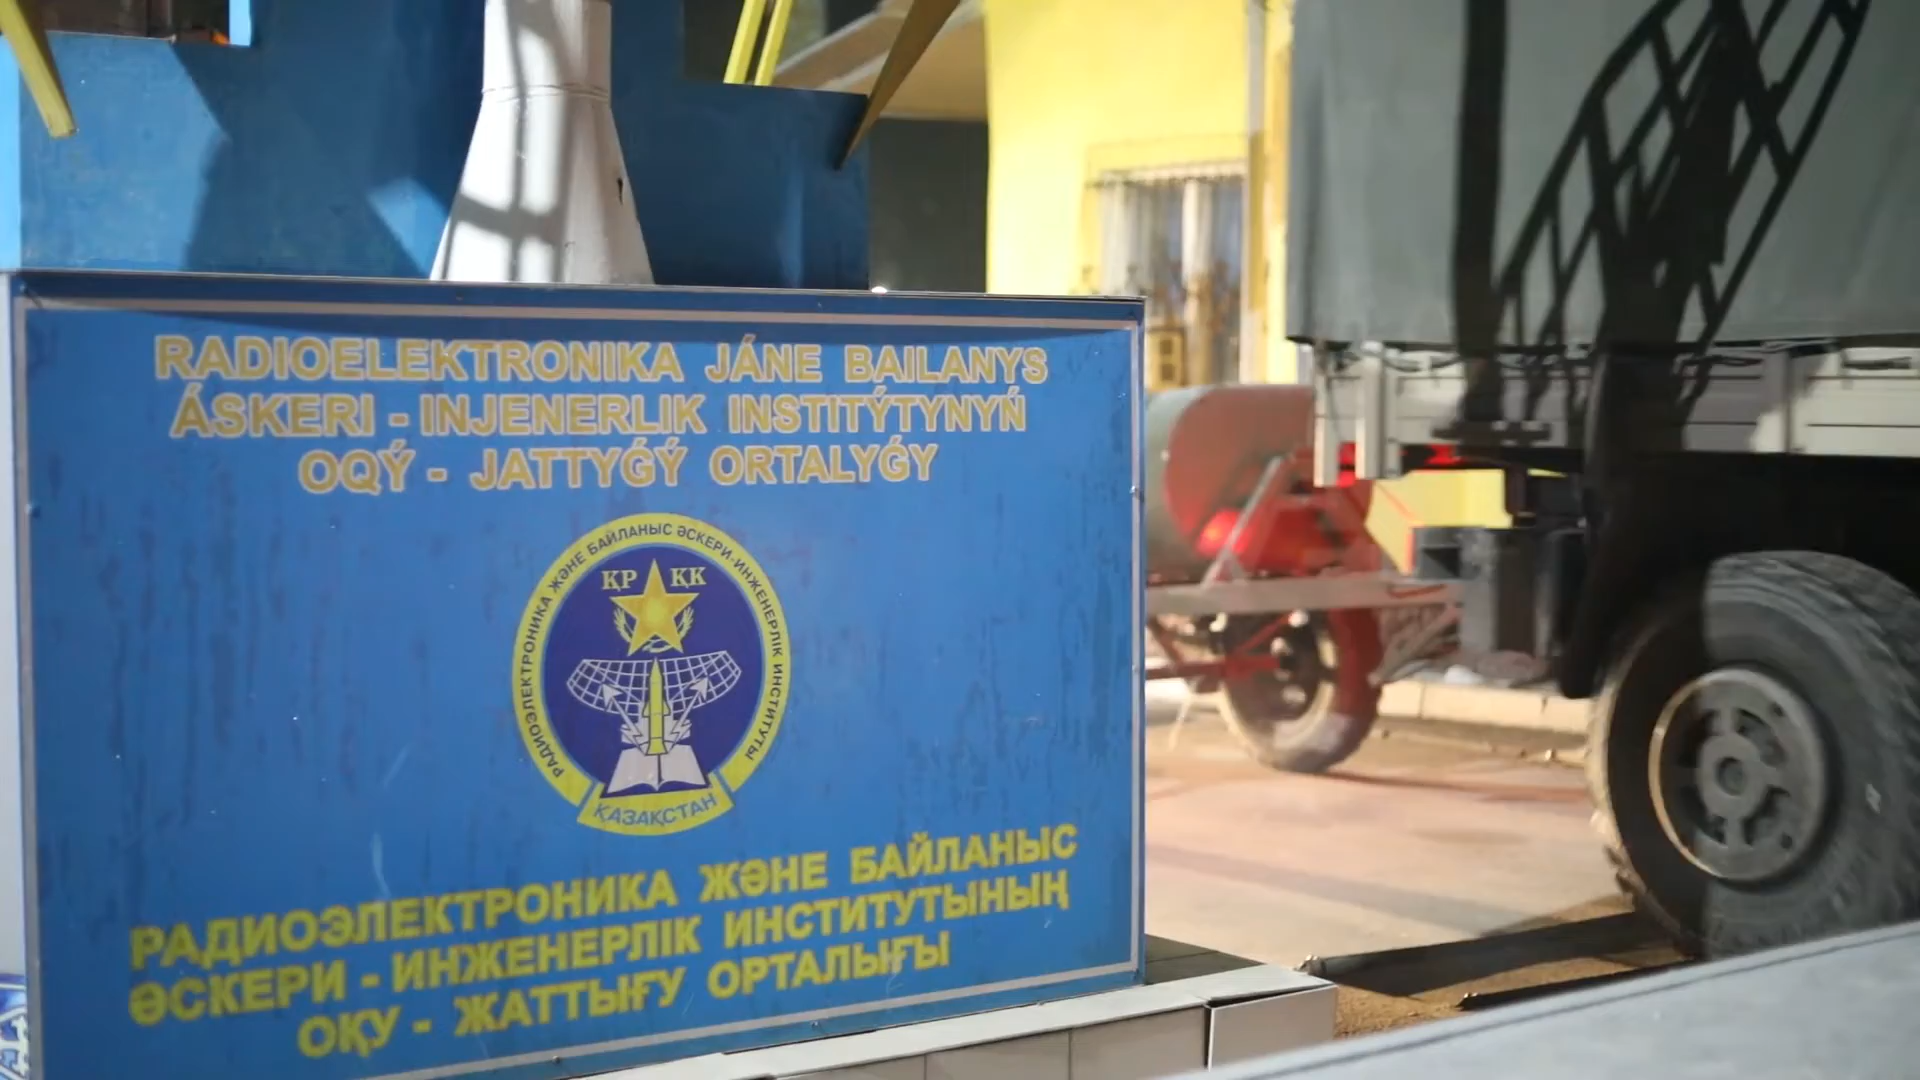 RADIOELEKTRONIKA JÁNE BAILANYS
ÁSKERI - INJENERLIK INSTITÝTYNYŃ
OQÝ - JATTYǴÝ ORTALYǴY
РАДИОЭЛЕКТРОНИКА ЖӘНЕ БАЙЛАНЫС ӘСКЕРИ-ИНЖЕНЕРЛІК ИНСТИТУТЫ
ҚР ҚК
ҚАЗАҚСТАН
РАДИОЭЛЕКТРОНИКА ЖӘНЕ БАЙЛАНЫС
ӘСКЕРИ - ИНЖЕНЕРЛІК ИНСТИТУТЫНЫҢ
ОҚУ - ЖАТТЫҒУ ОРТАЛЫҒЫ